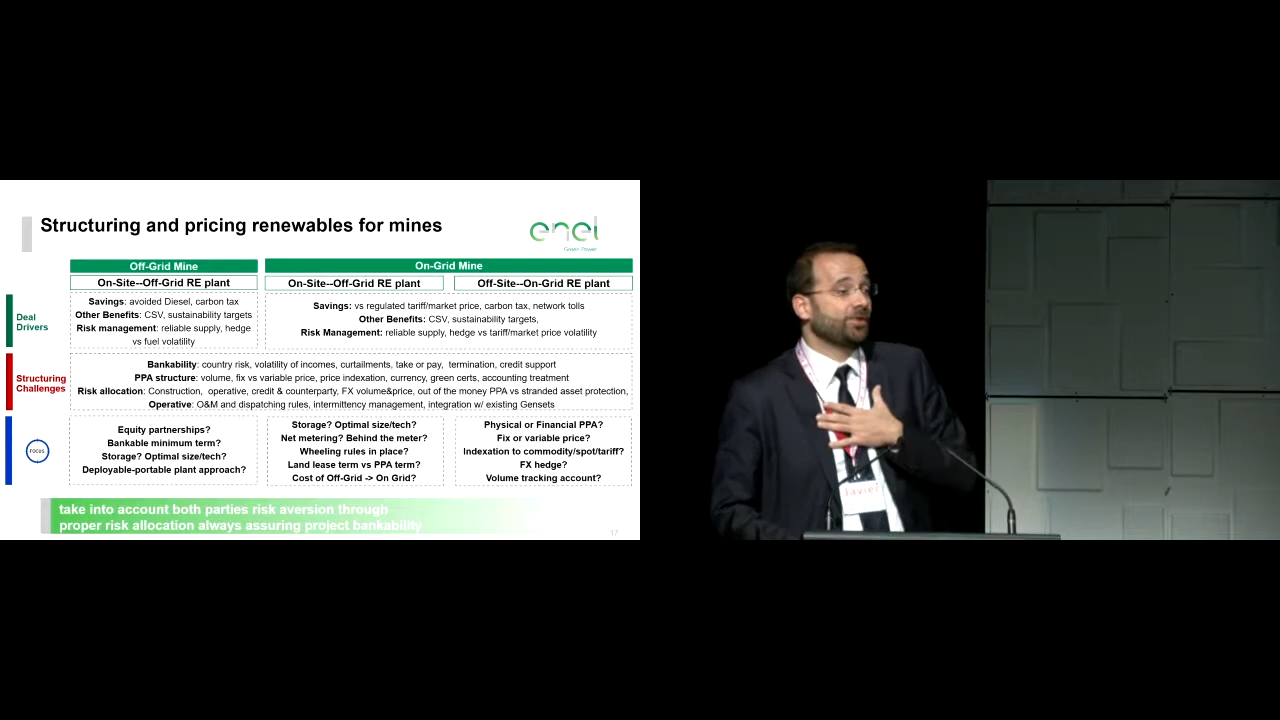 Structuring and pricing renewables for mines
enel
Green Power
Off-Grid Mine
On-Grid Mine
On-Site--Off-Grid RE plant
On-Site--Off-Grid RE plant
Off-Site--On-Grid RE plant
Deal
Drivers
Savings: avoided Diesel, carbon tax
Other Benefits: CSV, sustainability targets
Risk management: reliable supply, hedge
vs fuel volatility
Savings: vs regulated tariff/market price, carbon tax, network tolls
Other Benefits: CSV, sustainability targets,
Risk Management: reliable supply, hedge vs tariff/market price volatility
Structuring
Challenges
Bankability: country risk, volatility of incomes, curtailments, take or pay, termination, credit support
PPA structure: volume, fix vs variable price, price indexation, currency, green certs, accounting treatment
Risk allocation: Construction, operative, credit & counterparty, FX volume&price, out of the money PPA vs stranded asset protection,
Operative: O&M and dispatching rules, intermittency management, integration w/ existing Gensets
FOCUS
Equity partnerships?
Bankable minimum term?
Storage? Optimal size/tech?
Deployable-portable plant approach?
Storage? Optimal size/tech?
Net metering? Behind the meter?
Wheeling rules in place?
Land lease term vs PPA term?
Cost of Off-Grid -> On Grid?
Physical or Financial PPA?
Fix or variable price?
Indexation to commodity/spot/tariff?
FX hedge?
Volume tracking account?
take into account both parties risk aversion through
proper risk allocation always assuring project bankability
17
Javier